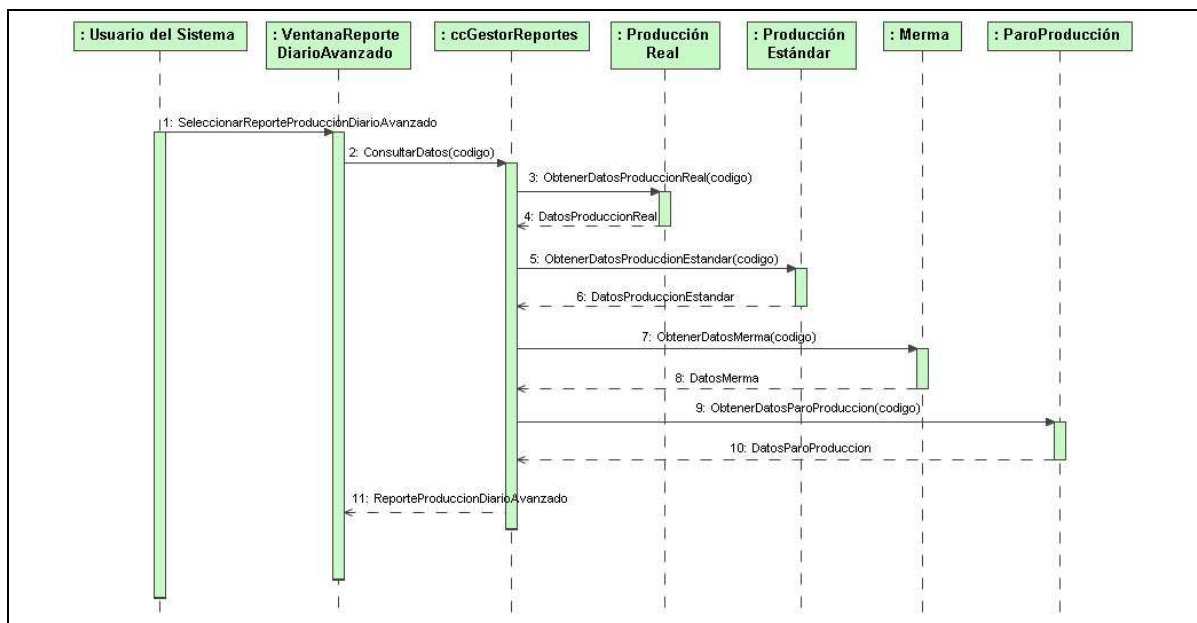 : Usuario del Sistema
: VentanaReporte
DiarioAvanzado
: ccGestorReportes
: Producción
Real
: Producción
Estándar
: Merma
: ParoProducción
1: SeleccionarReporteProduccionDiarioAvanzado
2: ConsultarDatos(codigo)
3: ObtenerDatosProduccionReal(codigo)
4: DatosProduccionReal
5: ObtenerDatosProduccionEstandar(codigo)
6: DatosProduccionEstandar
7: ObtenerDatosMerma(codigo)
8: DatosMerma
9: ObtenerDatosParoProduccion(codigo)
10: DatosParoProduccion
11: ReporteProduccionDiarioAvanzado